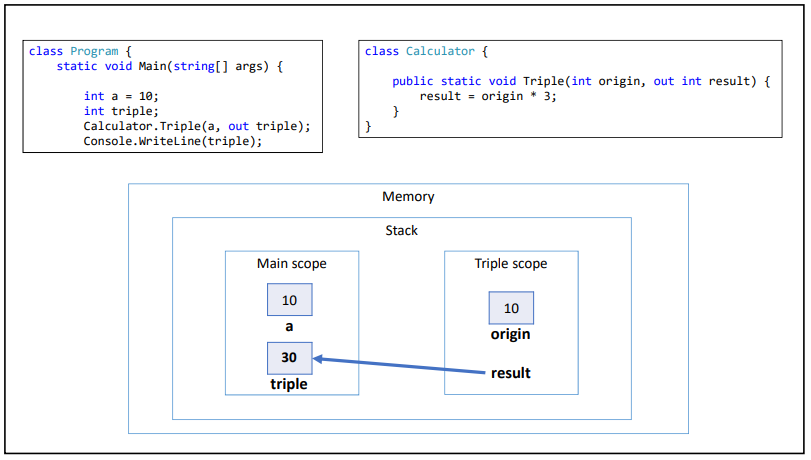 class Program {
    static void Main(string[] args) {
        int a = 10;
        int triple;
        Calculator.Triple(a, out triple);
        Console.WriteLine(triple);
class Calculator {
    public static void Triple(int origin, out int result) {
        result = origin * 3;
    }
}
Memory
Stack
Main scope
10
a
30
triple
Triple scope
10
origin
result